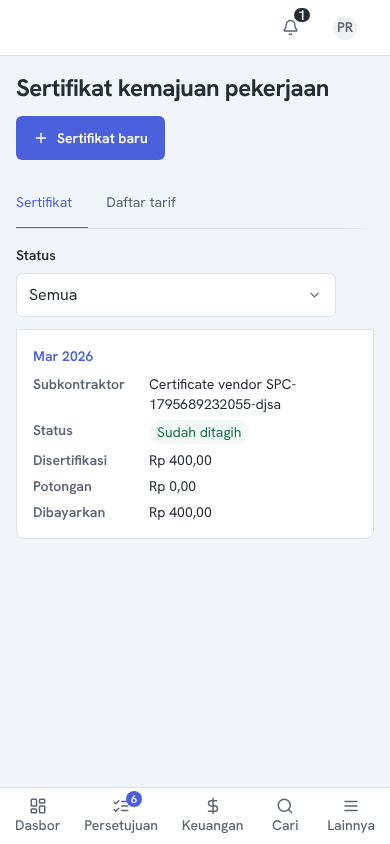 1
PR
Sertifikat kemajuan pekerjaan
Sertifikat baru
Sertifikat
Daftar tarif
Status
Semua
Mar 2026
Subkontraktor
Certificate vendor SPC-
1795689232055-djsa
Status
Sudah ditagih
Disertifikasi
Rp 400,00
Potongan
Rp 0,00
Dibayarkan
Rp 400,00
6
Dasbor
Persetujuan
Keuangan
Cari
Lainnya